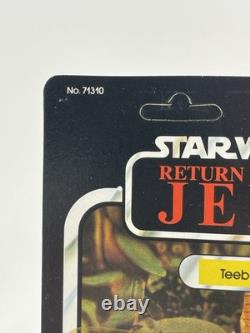 No. 71310
STAR W
RETURN
JE
Teeb